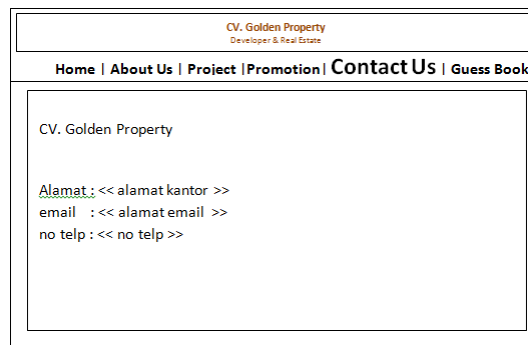 CV. Golden Property
Developer & Real Estate
Home | About Us | Project |Promotion| Contact Us | Guess Book
CV. Golden Property
Alamat : << alamat kantor >>
email : << alamat email >>
no telp : << no telp >>